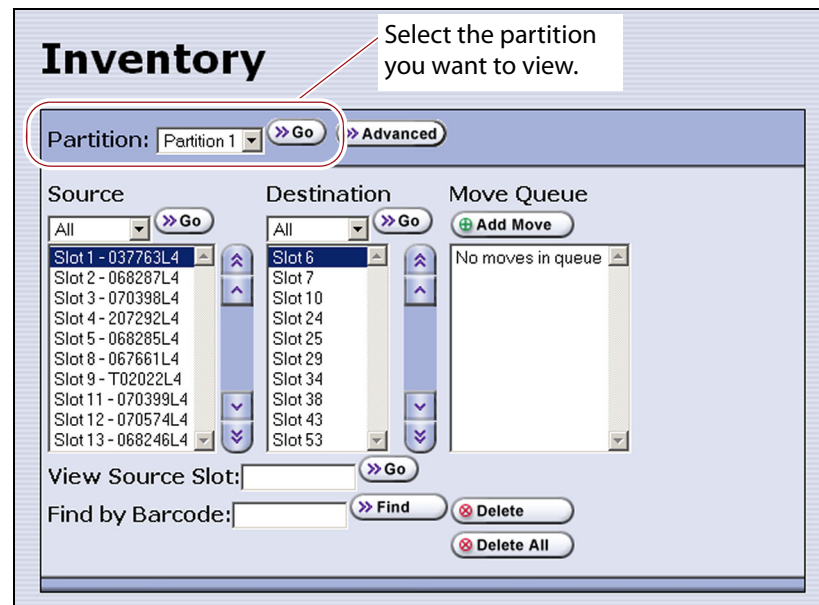 Inventory
Select the partition
you want to view.
Partition: Partition 1 Go Advanced
Source Destination Move Queue
All Go All Go Add Move
Slot 1 - 037763L4 Slot 6 No moves in queue
Slot 2 - 068287L4 Slot 7
Slot 3 - 070398L4 Slot 10
Slot 4 - 207292L4 Slot 24
Slot 5 - 068285L4 Slot 25
Slot 8 - 067661L4 Slot 29
Slot 9 - T02022L4 Slot 34
Slot 11 - 070399L4 Slot 38
Slot 12 - 070574L4 Slot 43
Slot 13 - 068246L4 Slot 53
View Source Slot: Go
Find by Barcode: Find Delete
Delete All